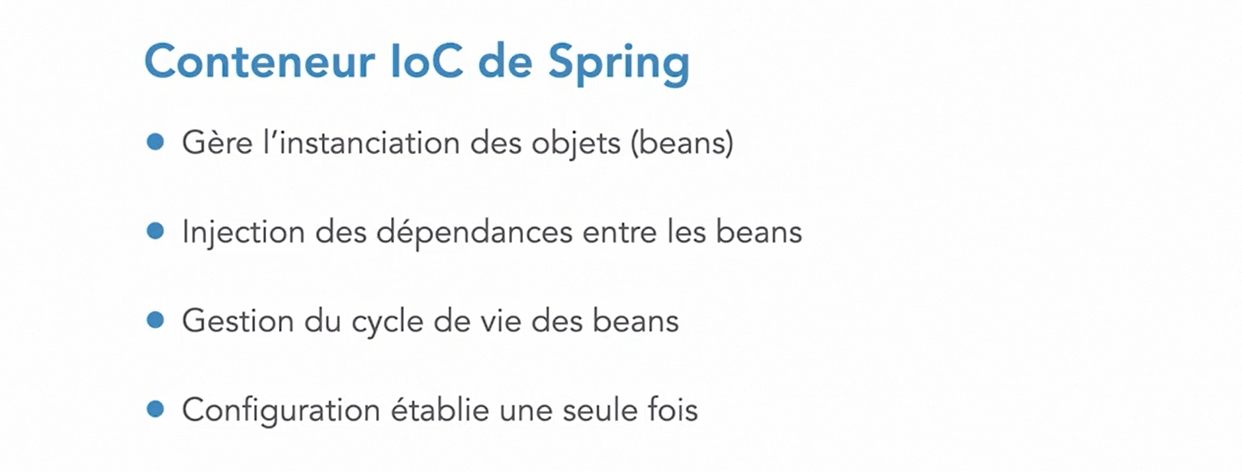 Conteneur IoC de Spring
Gère l’instanciation des objets (beans)
Injection des dépendances entre les beans
Gestion du cycle de vie des beans
Configuration établie une seule fois